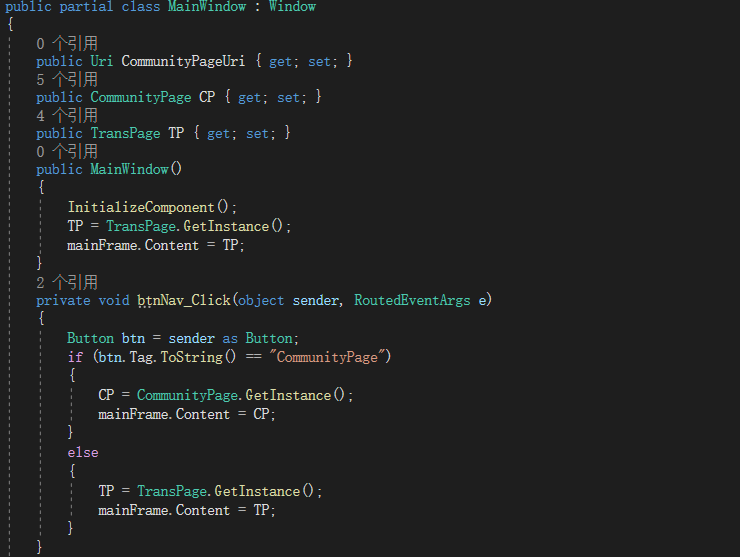 public partial class MainWindow : Window
{
0 个引用
public Uri CommunityPageUri { get; set; }
5 个引用
public CommunityPage CP { get; set; }
4 个引用
public TransPage TP { get; set; }
0 个引用
public MainWindow()
{
InitializeComponent();
TP = TransPage.GetInstance();
mainFrame.Content = TP;
}
2 个引用
private void btnNav_Click(object sender, RoutedEventArgs e)
{
Button btn = sender as Button;
if (btn.Tag.ToString() == "CommunityPage")
{
CP = CommunityPage.GetInstance();
mainFrame.Content = CP;
}
else
{
TP = TransPage.GetInstance();
mainFrame.Content = TP;
}
}